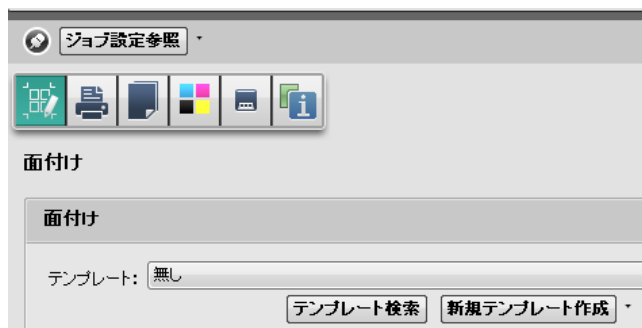 ジョブ設定参照
面付け
面付け
テンプレート: 無し
テンプレート検索 新規テンプレート作成